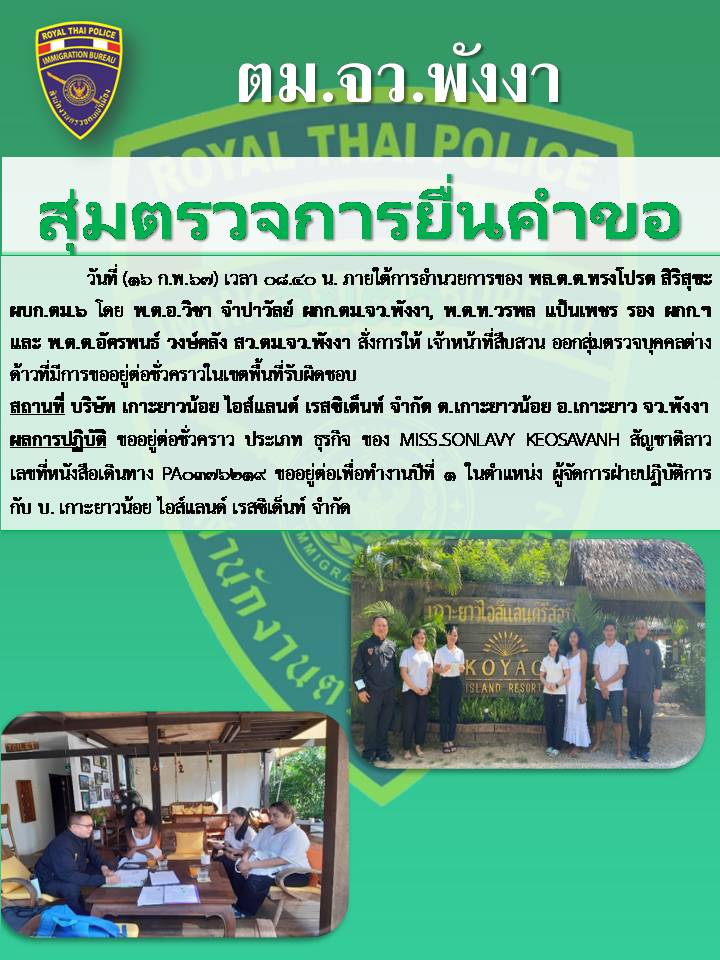 ROYAL THAI POLICE
IMMIGRATION BUREAU
สำนักงานตรวจคนเข้าเมือง
ตม.จว.พังงา
ROYAL THAI POLICE
สุ่มตรวจการยื่นคำขอ
วันที่ (๑๖ ก.พ.๖๗) เวลา ๐๘.๔๐ น. ภายใต้การอำนวยการของ พล.ต.ต.ทรงโปรด สิริสุขะ
ผบก.ตม.๖ โดย พ.ต.อ.วิชา จำปาวัลย์ ผกก.ตม.จว.พังงา, พ.ต.ท.วรพล แป้นเพชร รอง ผกก.ฯ
และ พ.ต.ต.อัครพนธ์ วงษ์คลัง สว.ตม.จว.พังงา สั่งการให้ เจ้าหน้าที่สืบสวน ออกสุ่มตรวจบุคคลต่าง
ด้าวที่มีการขออยู่ต่อชั่วคราวในเขตพื้นที่รับผิดชอบ
สถานที่ บริษัท เกาะยาวน้อย ไอส์แลนด์ เรสซิเด็นท์ จำกัด ต.เกาะยาวน้อย อ.เกาะยาว จว.พังงา
ผลการปฏิบัติ ขออยู่ต่อชั่วคราว ประเภท ธุรกิจ ของ MISS.SONLAVY KEOSAVANH สัญชาติลาว
เลขที่หนังสือเดินทาง PA๐๓๗๖๒๑๙ ขออยู่ต่อเพื่อทำงานปีที่ ๑ ในตำแหน่ง ผู้จัดการฝ่ายปฏิบัติการ
กับ บ. เกาะยาวน้อย ไอส์แลนด์ เรสซิเด็นท์ จำกัด
เกาะยาวไอส์แลนด์รีสอร์
KOYAO
ISLAND RESORT
TOILET